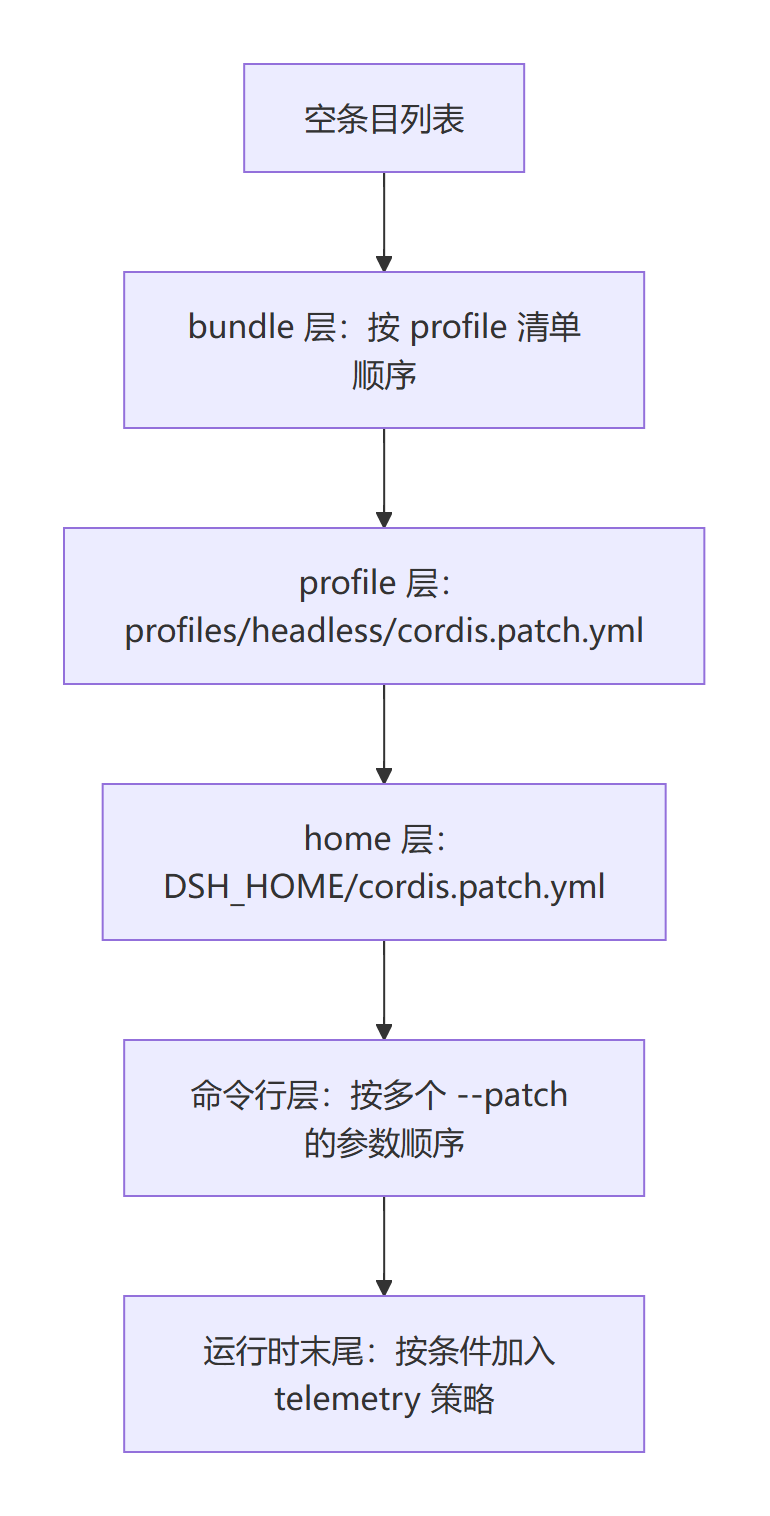 空条目列表
bundle 层：按 profile 清单
顺序
profile 层：
profiles/headless/cordis.patch.yml
home 层：
DSH_HOME/cordis.patch.yml
命令行层：按多个 --patch
的参数顺序
运行时末尾：按条件加入
telemetry 策略